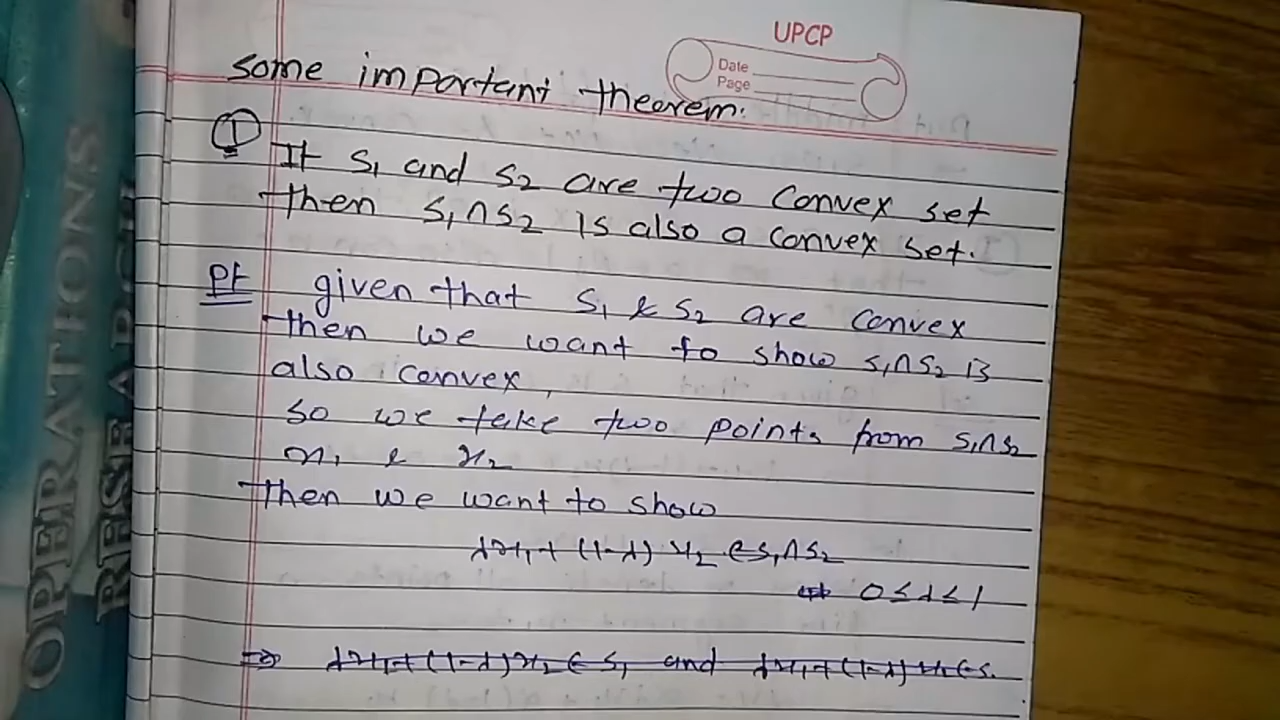 UPCP
Date
Page
some important theorem.
① If S₁ and S₂ are two convex set
then S₁∩S₂ is also a convex set.
Pf given that S₁ & S₂ are convex
then we want to show S₁∩S₂ is
also convex,
so we take two points from S₁∩S₂
x₁ & x₂
Then we want to show
λx₁+(1-λ)x₂ ∈ S₁∩S₂
0≤λ≤1
⇒ λx₁+(1-λ)x₂ ∈ S₁ and λx₁+(1-λ)x₂ ∈ S.
OPERATIONS
RESEARCH